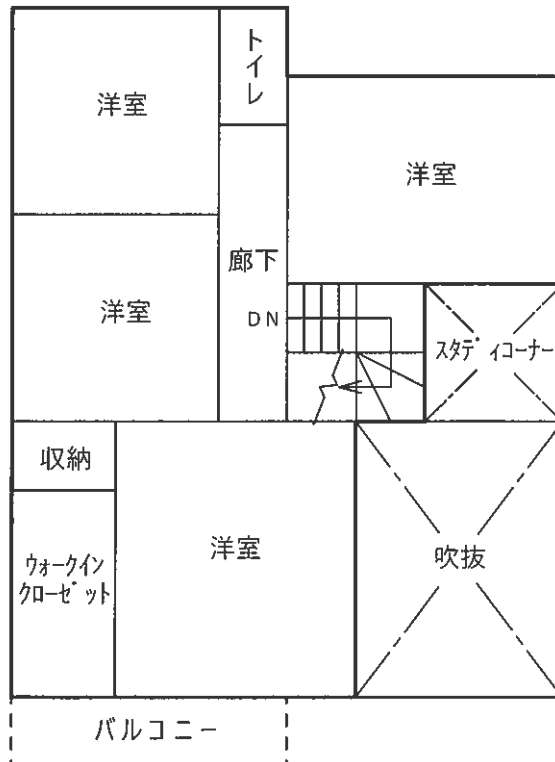 トイレ
洋室
洋室
廊下
洋室
DN
スタディコーナー
収納
洋室
吹抜
ウォークイン
クローゼット
バルコニー